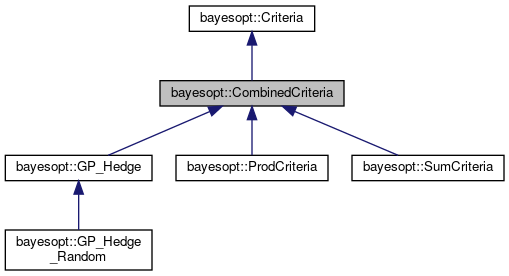 bayesopt::Criteria
bayesopt::CombinedCriteria
bayesopt::GP_Hedge
bayesopt::ProdCriteria
bayesopt::SumCriteria
bayesopt::GP_Hedge
_Random